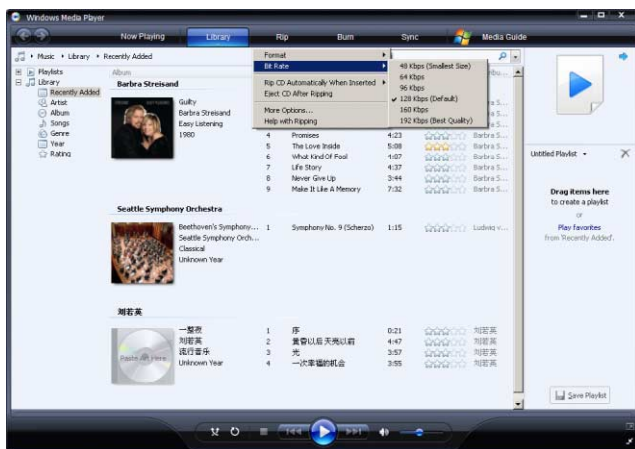 Windows Media Player
Now Playing
Library
Rip
Burn
Sync
Media Guide
Music
Library
Recently Added
Format
Bit Rate
Rip CD Automatically When Inserted
Eject CD After Ripping
More Options...
Help with Ripping
48 Kbps (Smallest Size)
64 Kbps
96 Kbps
128 Kbps (Default)
160 Kbps
192 Kbps (Best Quality)
Playlists
Library
Recently Added
Artist
Album
Songs
Genre
Year
Rating
Album
Barbra Streisand
Guilty
Barbra Streisand
Easy Listening
1980
4 Promises 4:23 Barbra S...
5 The Love Inside 5:08 Barbra S...
6 What Kind Of Fool 4:07 Barbra S...
7 Life Story 4:37 Barbra S...
8 Never Give Up 3:44 Barbra S...
9 Make It Like A Memory 7:32 Barbra S...
Seattle Symphony Orchestra
Beethoven's Symphony... 1 Symphony No. 9 (Scherzo) 1:15 Ludwig v...
Seattle Symphony Orch...
Classical
Unknown Year
刘若英
一整夜 1 序 0:21 刘若英
刘若英 2 黄昏以后 天亮以前 4:47 刘若英
流行音乐 3 光 3:57 刘若英
Unknown Year 4 一次幸福的机会 3:55 刘若英
Paste Art Here
Untitled Playlist
Drag items here
to create a playlist
or
Play favorites
from 'Recently Added'.
Save Playlist